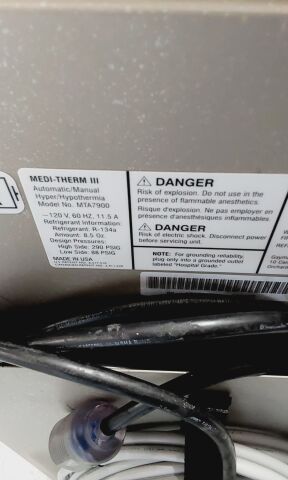 MEDI-THERM III
Automatic/Manual
Hyper/Hypothermia
Model No. MTA7900
~120 V, 60 HZ, 11.5 A
Refrigerant Information:
Refrigerant: R-134a
Amount: 8.5 Oz.
Design Pressures:
High Side: 290 PSIG
Low Side: 88 PSIG
MADE IN USA
⚠ DANGER
Risk of explosion. Do not use in the
presence of flammable anesthetics.
Risque d'explosion. Ne pas employer en
presence d'anesthésiques inflammables.
⚠ DANGER
Risk of electric shock. Disconnect power
before servicing unit.
NOTE: For grounding reliability,
plug only into a grounded outlet
labeled "Hospital Grade."